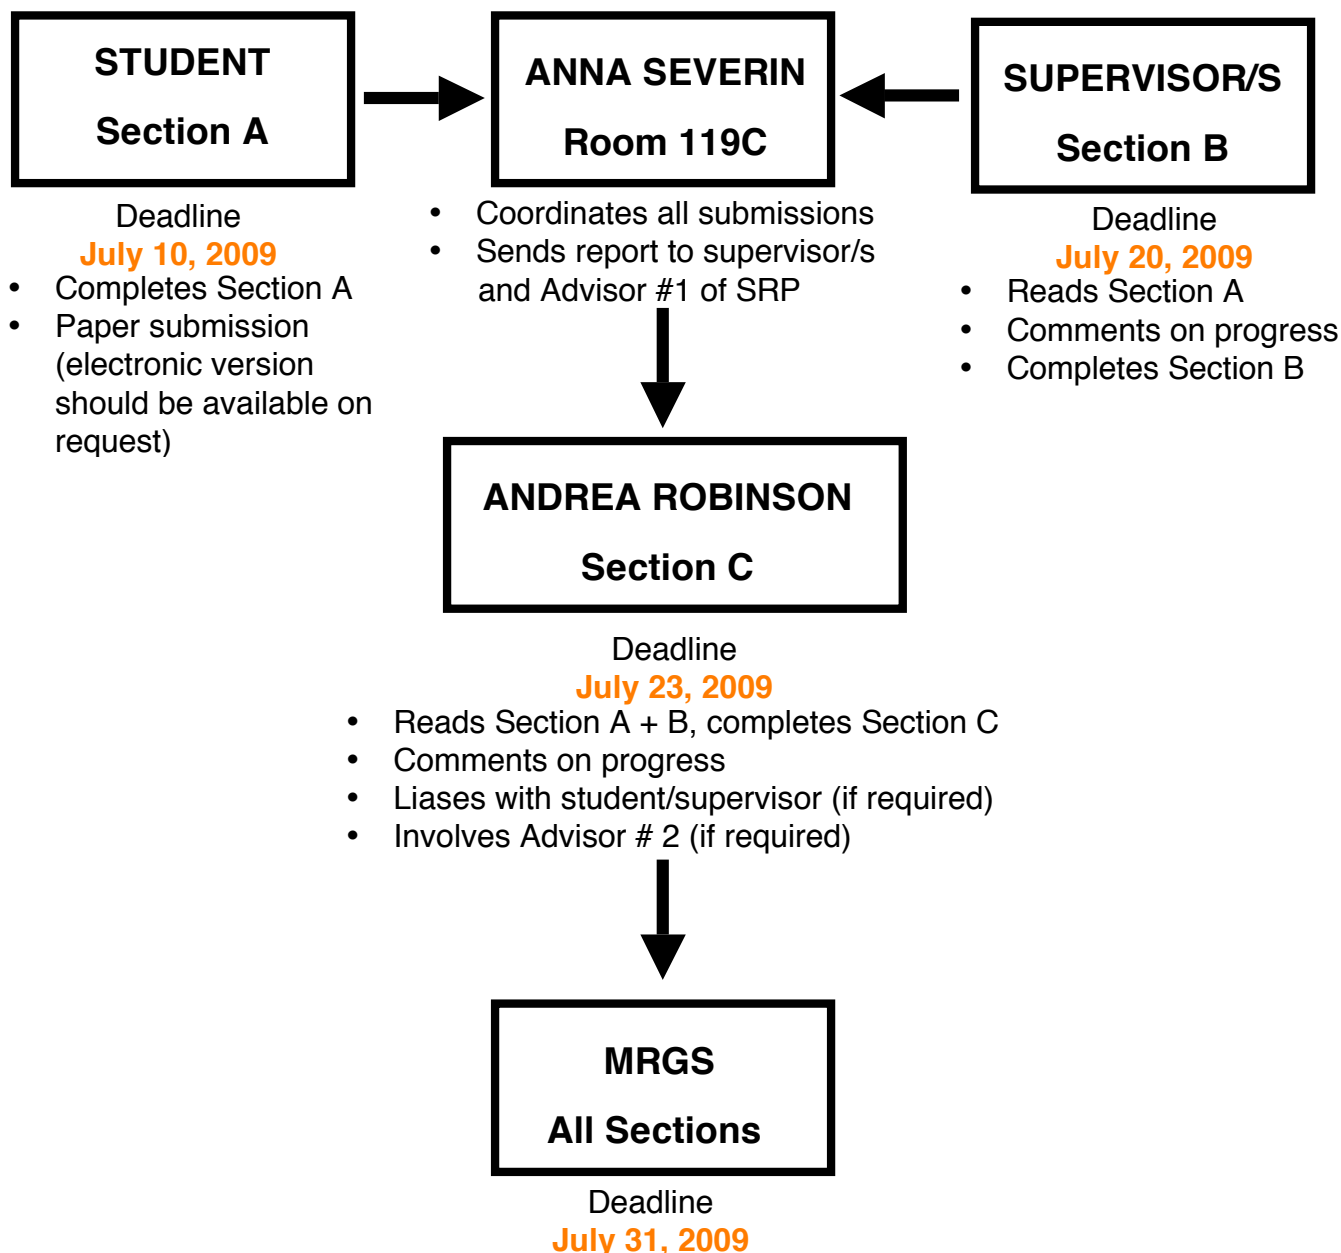 STUDENT
Section A
Deadline
July 10, 2009
• Completes Section A
• Paper submission
(electronic version
should be available on
request)
ANNA SEVERIN
Room 119C
• Coordinates all submissions
• Sends report to supervisor/s
and Advisor #1 of SRP
SUPERVISOR/S
Section B
Deadline
July 20, 2009
• Reads Section A
• Comments on progress
• Completes Section B
ANDREA ROBINSON
Section C
Deadline
July 23, 2009
• Reads Section A + B, completes Section C
• Comments on progress
• Liases with student/supervisor (if required)
• Involves Advisor # 2 (if required)
MRGS
All Sections
Deadline
July 31, 2009